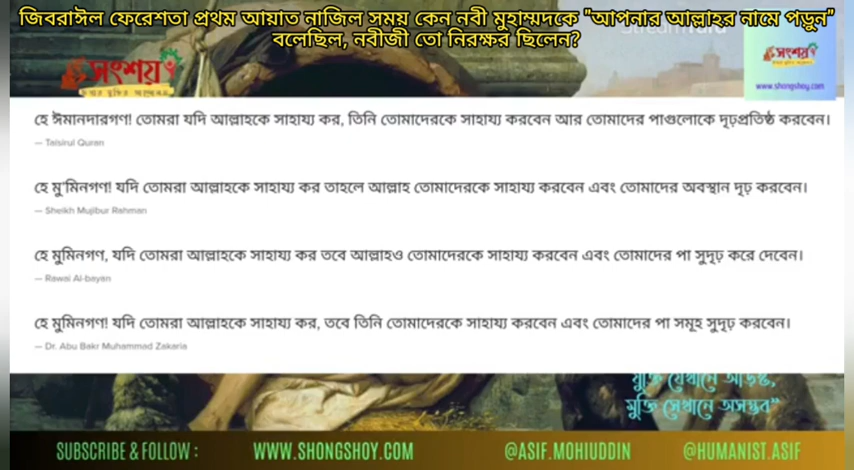 জিবরাঈল ফেরেশতা প্রথম আয়াত নাজিল সময় কেন নবী মুহাম্মদকে "আপনার আল্লাহর নামে পড়ুন"
বলেছিল, নবীজী তো নিরক্ষর ছিলেন?
StreamYard
সংশয়
সংশয়
www.shongshoy.com
হে ঈমানদারগণ! তোমরা যদি আল্লাহকে সাহায্য কর, তিনি তোমাদেরকে সাহায্য করবেন আর তোমাদের পাগুলোকে দৃঢ়প্রতিষ্ঠ করবেন।
— Taisirul Quran
হে মু'মিনগণ! যদি তোমরা আল্লাহকে সাহায্য কর তাহলে আল্লাহ তোমাদেরকে সাহায্য করবেন এবং তোমাদের অবস্থান দৃঢ় করবেন।
— Sheikh Mujibur Rahman
হে মুমিনগণ, যদি তোমরা আল্লাহকে সাহায্য কর তবে আল্লাহও তোমাদেরকে সাহায্য করবেন এবং তোমাদের পা সুদৃঢ় করে দেবেন।
— Rawai Al-bayan
হে মুমিনগণ! যদি তোমরা আল্লাহকে সাহায্য কর, তবে তিনি তোমাদেরকে সাহায্য করবেন এবং তোমাদের পা সমূহ সুদৃঢ় করবেন।
— Dr. Abu Bakr Muhammad Zakaria
যুক্তি যেখানে আড়ষ্ট,
মুক্তি সেখানে অসম্ভব"
SUBSCRIBE & FOLLOW : WWW.SHONGSHOY.COM @ASIF.MOHIUDDIN @HUMANIST.ASIF